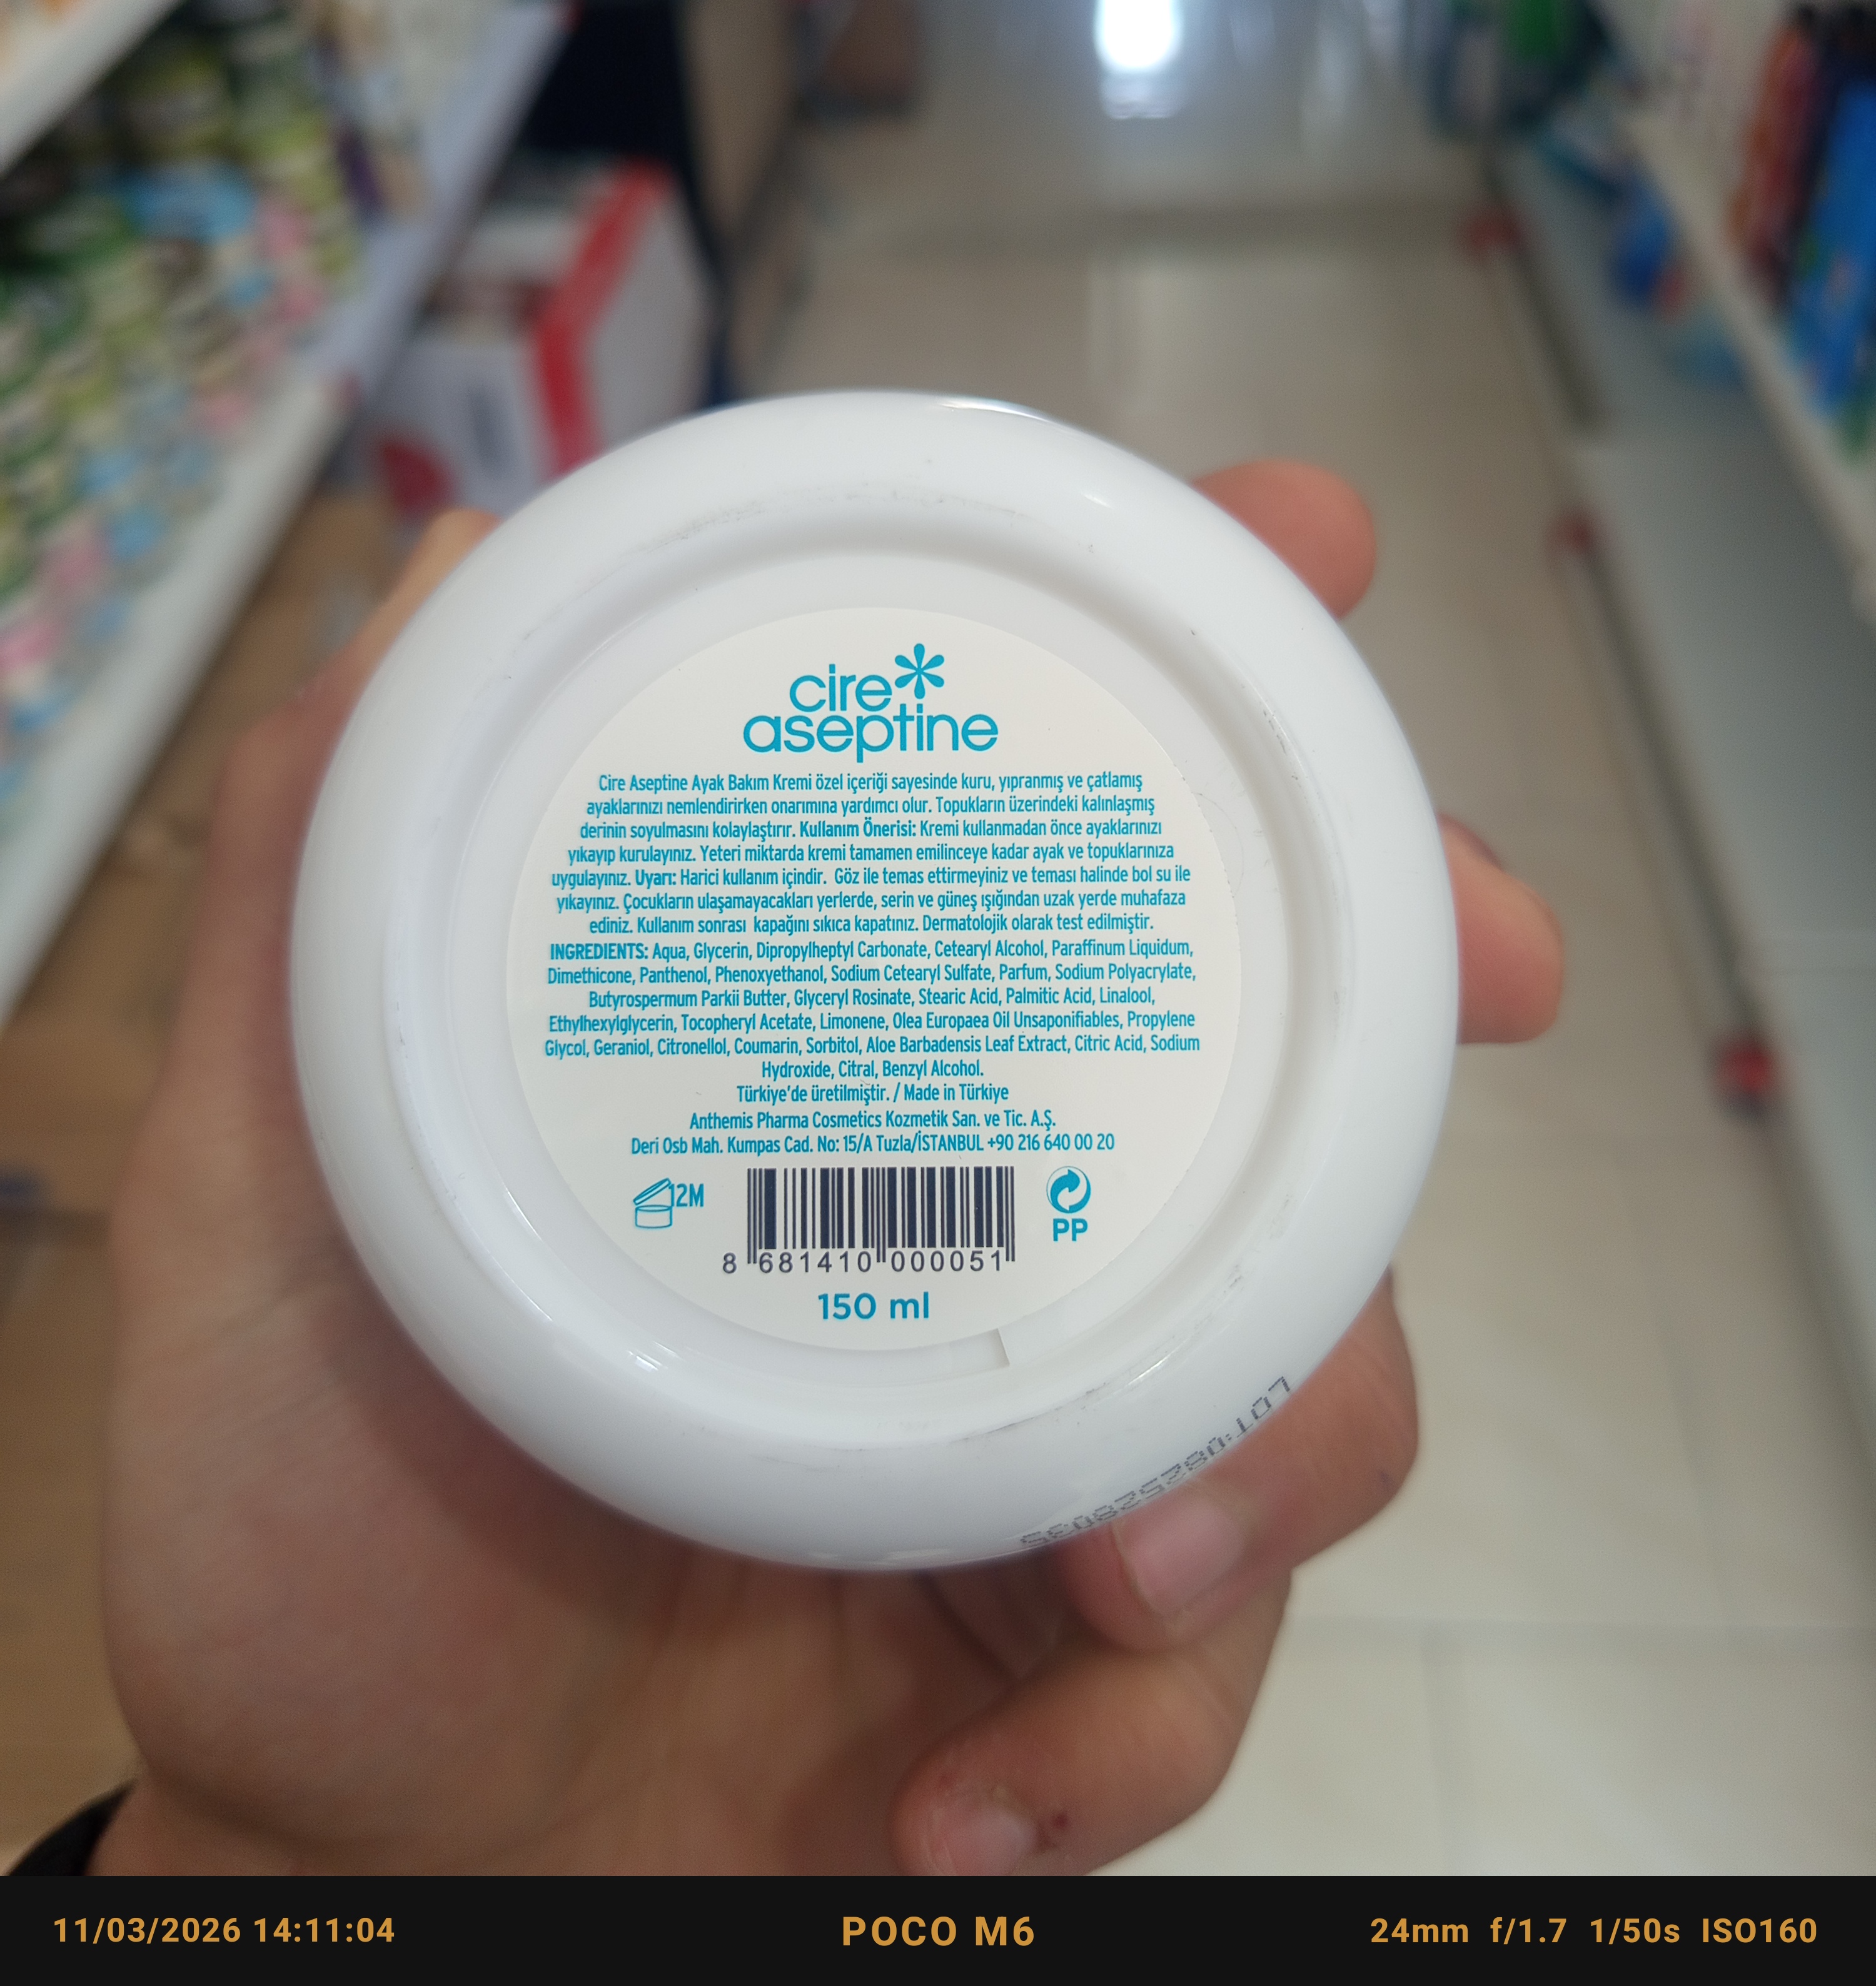 cire
aseptine
Cire Aseptine Ayak Bakım Kremi özel içeriği sayesinde kuru, yıpranmış ve çatlamış
ayaklarınızı nemlendirirken onarımına yardımcı olur. Topukların üzerindeki kalınlaşmış
derinin soyulmasını kolaylaştırır. Kullanım Önerisi: Kremi kullanmadan önce ayaklarınızı
yıkayıp kurulayınız. Yeteri miktarda kremi tamamen emilinceye kadar ayak ve topuklarınıza
uygulayınız. Uyarı: Harici kullanım içindir. Göz ile temas ettirmeyiniz ve teması halinde bol su ile
yıkayınız. Çocukların ulaşamayacakları yerlerde, serin ve güneş ışığından uzak yerde muhafaza
ediniz. Kullanım sonrası kapağını sıkıca kapatınız. Dermatolojik olarak test edilmiştir.
INGREDIENTS: Aqua, Glycerin, Dipropylheptyl Carbonate, Cetearyl Alcohol, Paraffinum Liquidum,
Dimethicone, Panthenol, Phenoxyethanol, Sodium Cetearyl Sulfate, Parfum, Sodium Polyacrylate,
Butyrospermum Parkii Butter, Glyceryl Rosinate, Stearic Acid, Palmitic Acid, Linalool,
Ethylhexylglycerin, Tocopheryl Acetate, Limonene, Olea Europaea Oil Unsaponifiables, Propylene
Glycol, Geraniol, Citronellol, Coumarin, Sorbitol, Aloe Barbadensis Leaf Extract, Citric Acid, Sodium
Hydroxide, Citral, Benzyl Alcohol.
Türkiye'de üretilmiştir. / Made in Türkiye
Anthemis Pharma Cosmetics Kozmetik San. ve Tic. A.Ş.
Deri Osb Mah. Kumpas Cad. No: 15/A Tuzla/İSTANBUL +90 216 640 00 20
12M
PP
8 681410 000051
150 ml
LOT:082528035
11/03/2026 14:11:04 POCO M6 24mm f/1.7 1/50s ISO160